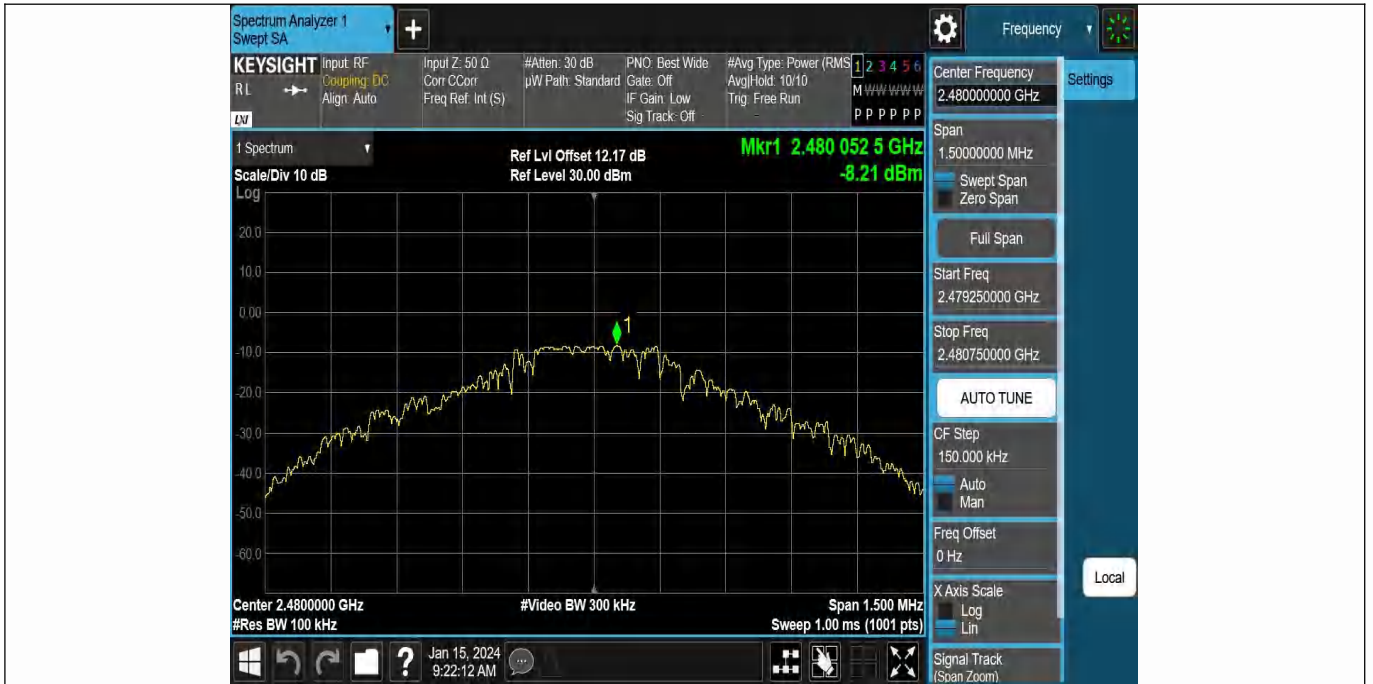 Spectrum Analyzer 1
Swept SA
+
Frequency
KEYSIGHT
R L
LXI
Input: RF
Coupling: DC
Align: Auto
Input Z: 50 Ω
Corr CCorr
Freq Ref: Int (S)
#Atten: 30 dB
µW Path: Standard
PNO: Best Wide
Gate: Off
IF Gain: Low
Sig Track: Off
#Avg Type: Power (RMS
Avg|Hold: 10/10
Trig: Free Run
1 2 3 4 5 6
M W W W W W
P P P P P P
Center Frequency
2.480000000 GHz
Settings
Span
1.50000000 MHz
Swept Span
Zero Span
Full Span
Start Freq
2.479250000 GHz
Stop Freq
2.480750000 GHz
AUTO TUNE
CF Step
150.000 kHz
Auto
Man
Freq Offset
0 Hz
X Axis Scale
Log
Lin
Signal Track
(Span Zoom)
Local
1 Spectrum
Scale/Div 10 dB
Log
Ref Lvl Offset 12.17 dB
Ref Level 30.00 dBm
Mkr1 2.480 052 5 GHz
-8.21 dBm
20.0
10.0
0.00
1
-10.0
-20.0
-30.0
-40.0
-50.0
-60.0
Center 2.4800000 GHz
#Res BW 100 kHz
#Video BW 300 kHz
Span 1.500 MHz
Sweep 1.00 ms (1001 pts)
?
Jan 15, 2024
9:22:12 AM